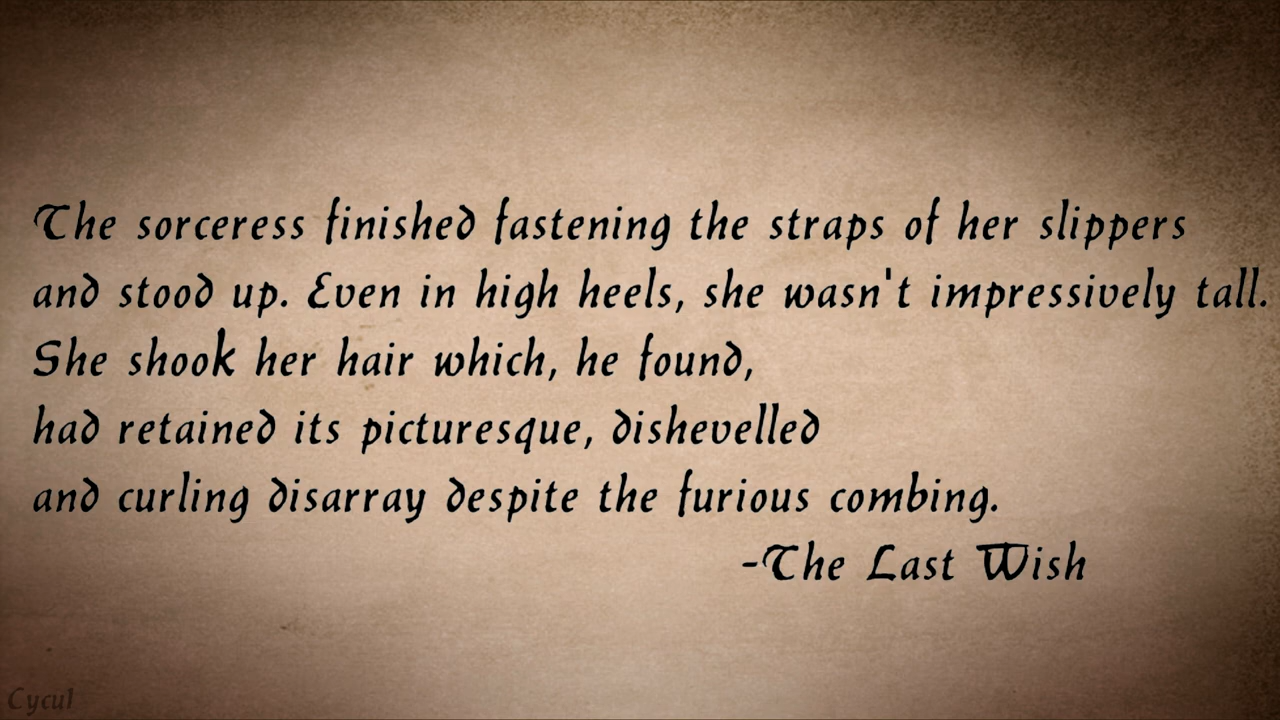 The sorceress finished fastening the straps of her slippers
and stood up. Even in high heels, she wasn't impressively tall.
She shook her hair which, he found,
had retained its picturesque, dishevelled
and curling disarray despite the furious combing.
-The Last Wish
Cycu1